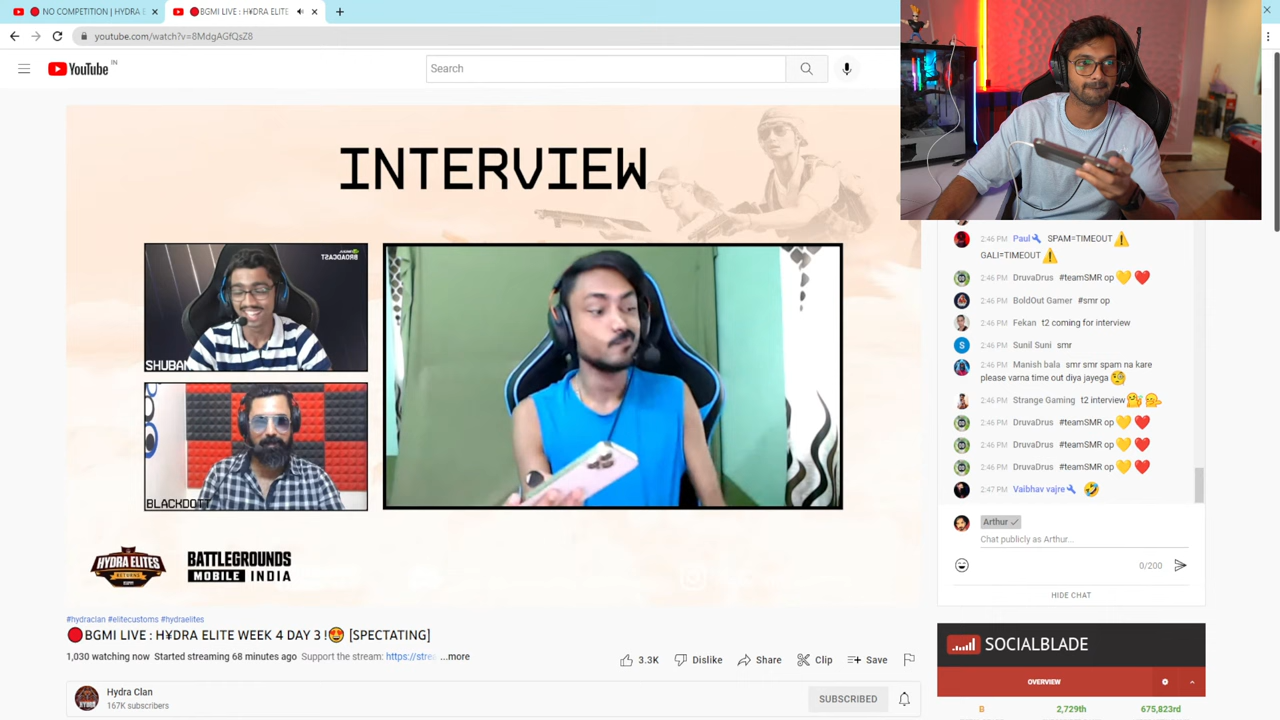 NO COMPETITION | HYDRA E
BGMI LIVE : H¥DRA ELITE
youtube.com/watch?v=8MdgAGfQsZ8
YouTube IN
Search
INTERVIEW
BROADCAST
SHUBAM
BLACKDOTT
HYDRA ELITES
RETURNS
BATTLEGROUNDS
MOBILE INDIA
2:46 PM Paul SPAM=TIMEOUT
GALI=TIMEOUT
2:46 PM DruvaDrus #teamSMR op
2:46 PM BoldOut Gamer #smr op
2:46 PM Fekan t2 coming for interview
2:46 PM Sunil Suni smr
2:46 PM Manish bala smr smr spam na kare
please varna time out diya jayega
2:46 PM Strange Gaming t2 interview
2:46 PM DruvaDrus #teamSMR op
2:46 PM DruvaDrus #teamSMR op
2:46 PM DruvaDrus #teamSMR op
2:47 PM Vaibhav vajre
Arthur
Chat publicly as Arthur...
0/200
HIDE CHAT
#hydraclan #elitecustoms #hydraelites
BGMI LIVE : H¥DRA ELITE WEEK 4 DAY 3 ! [SPECTATING]
1,030 watching now Started streaming 68 minutes ago Support the stream: https://stre ...more
3.3K Dislike Share Clip Save
Hydra Clan
167K subscribers
SUBSCRIBED
SOCIALBLADE
OVERVIEW
B 2,729th 675,823rd